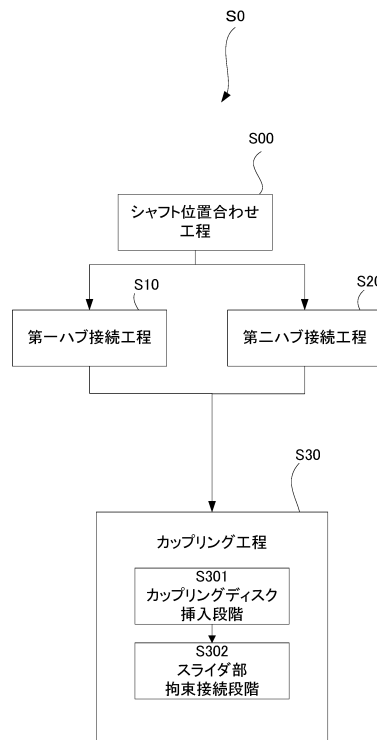 S0
S00
シャフト位置合わせ
工程
S10
第一ハブ接続工程
S20
第二ハブ接続工程
S30
カップリング工程
S301
カップリングディスク
挿入段階
S302
スライダ部
拘束接続段階